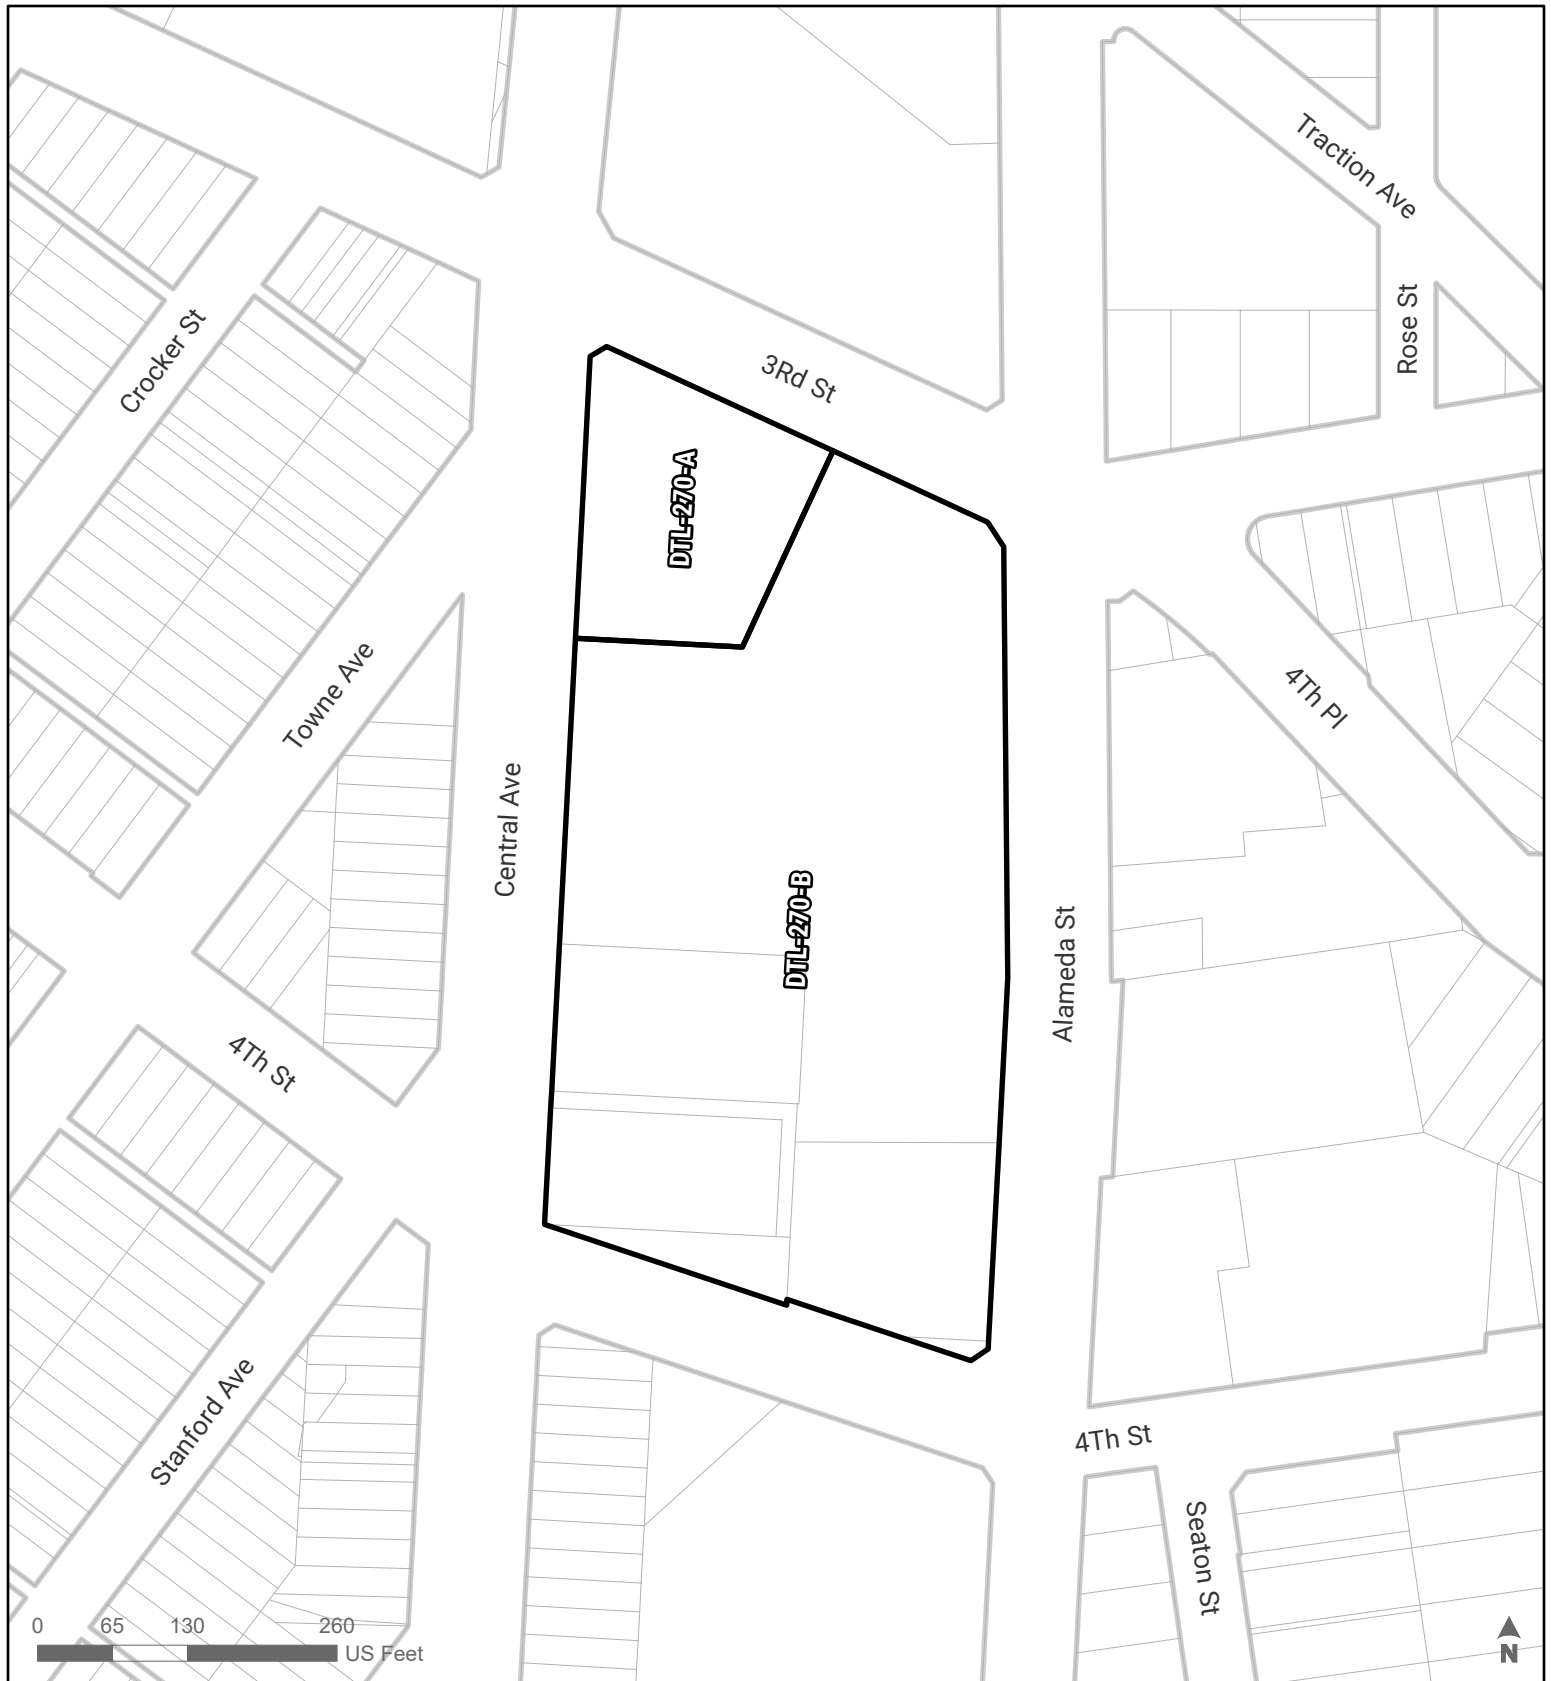 Traction Ave
Rose St
Crocker St
3Rd St
DTL-270-A
4Th Pl
Towne Ave
Central Ave
DTL-270-B
Alameda St
4Th St
Stanford Ave
4Th St
Seaton St
0 65 130 260
US Feet
N